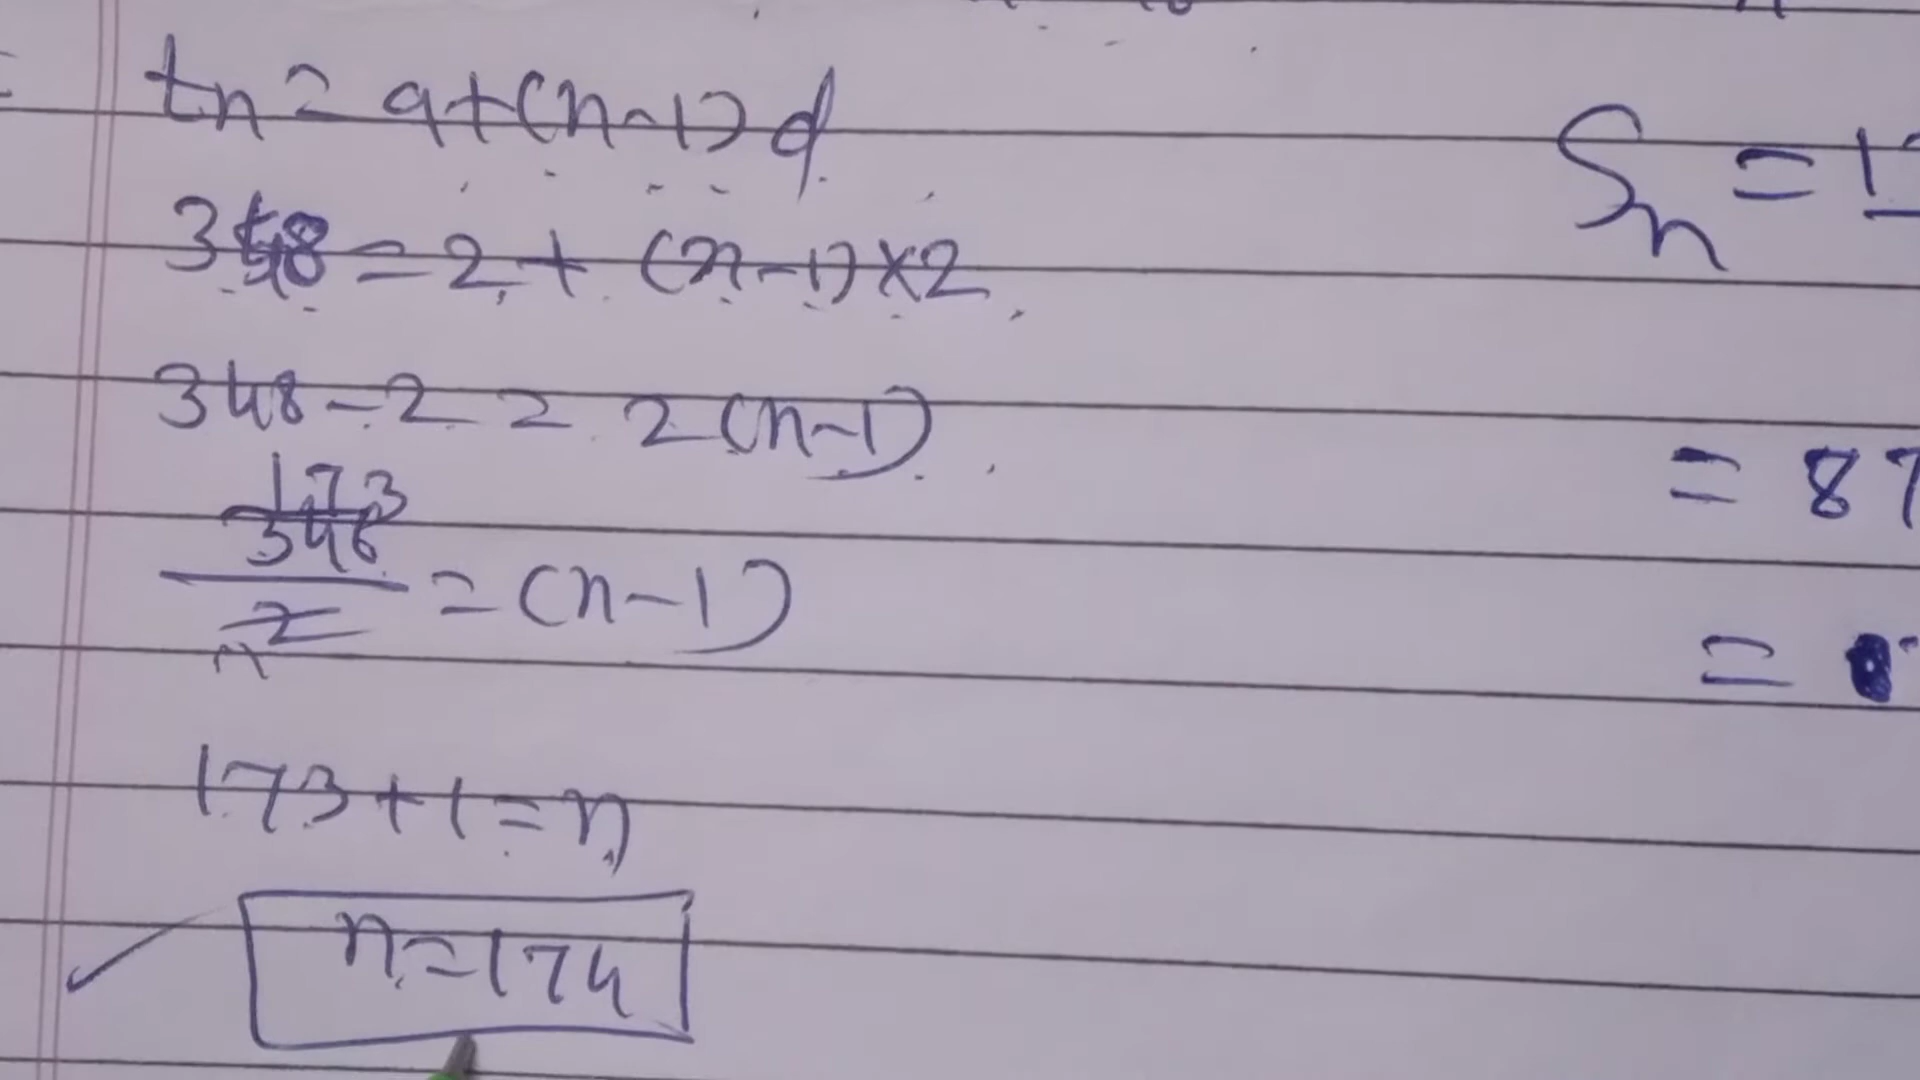 tn = a+(n-1)d
348 = 2 + (n-1)×2
348-2 = 2(n-1)
173
346
2 = (n-1)
173+1=n
n=174
Sn = 
= 87
=